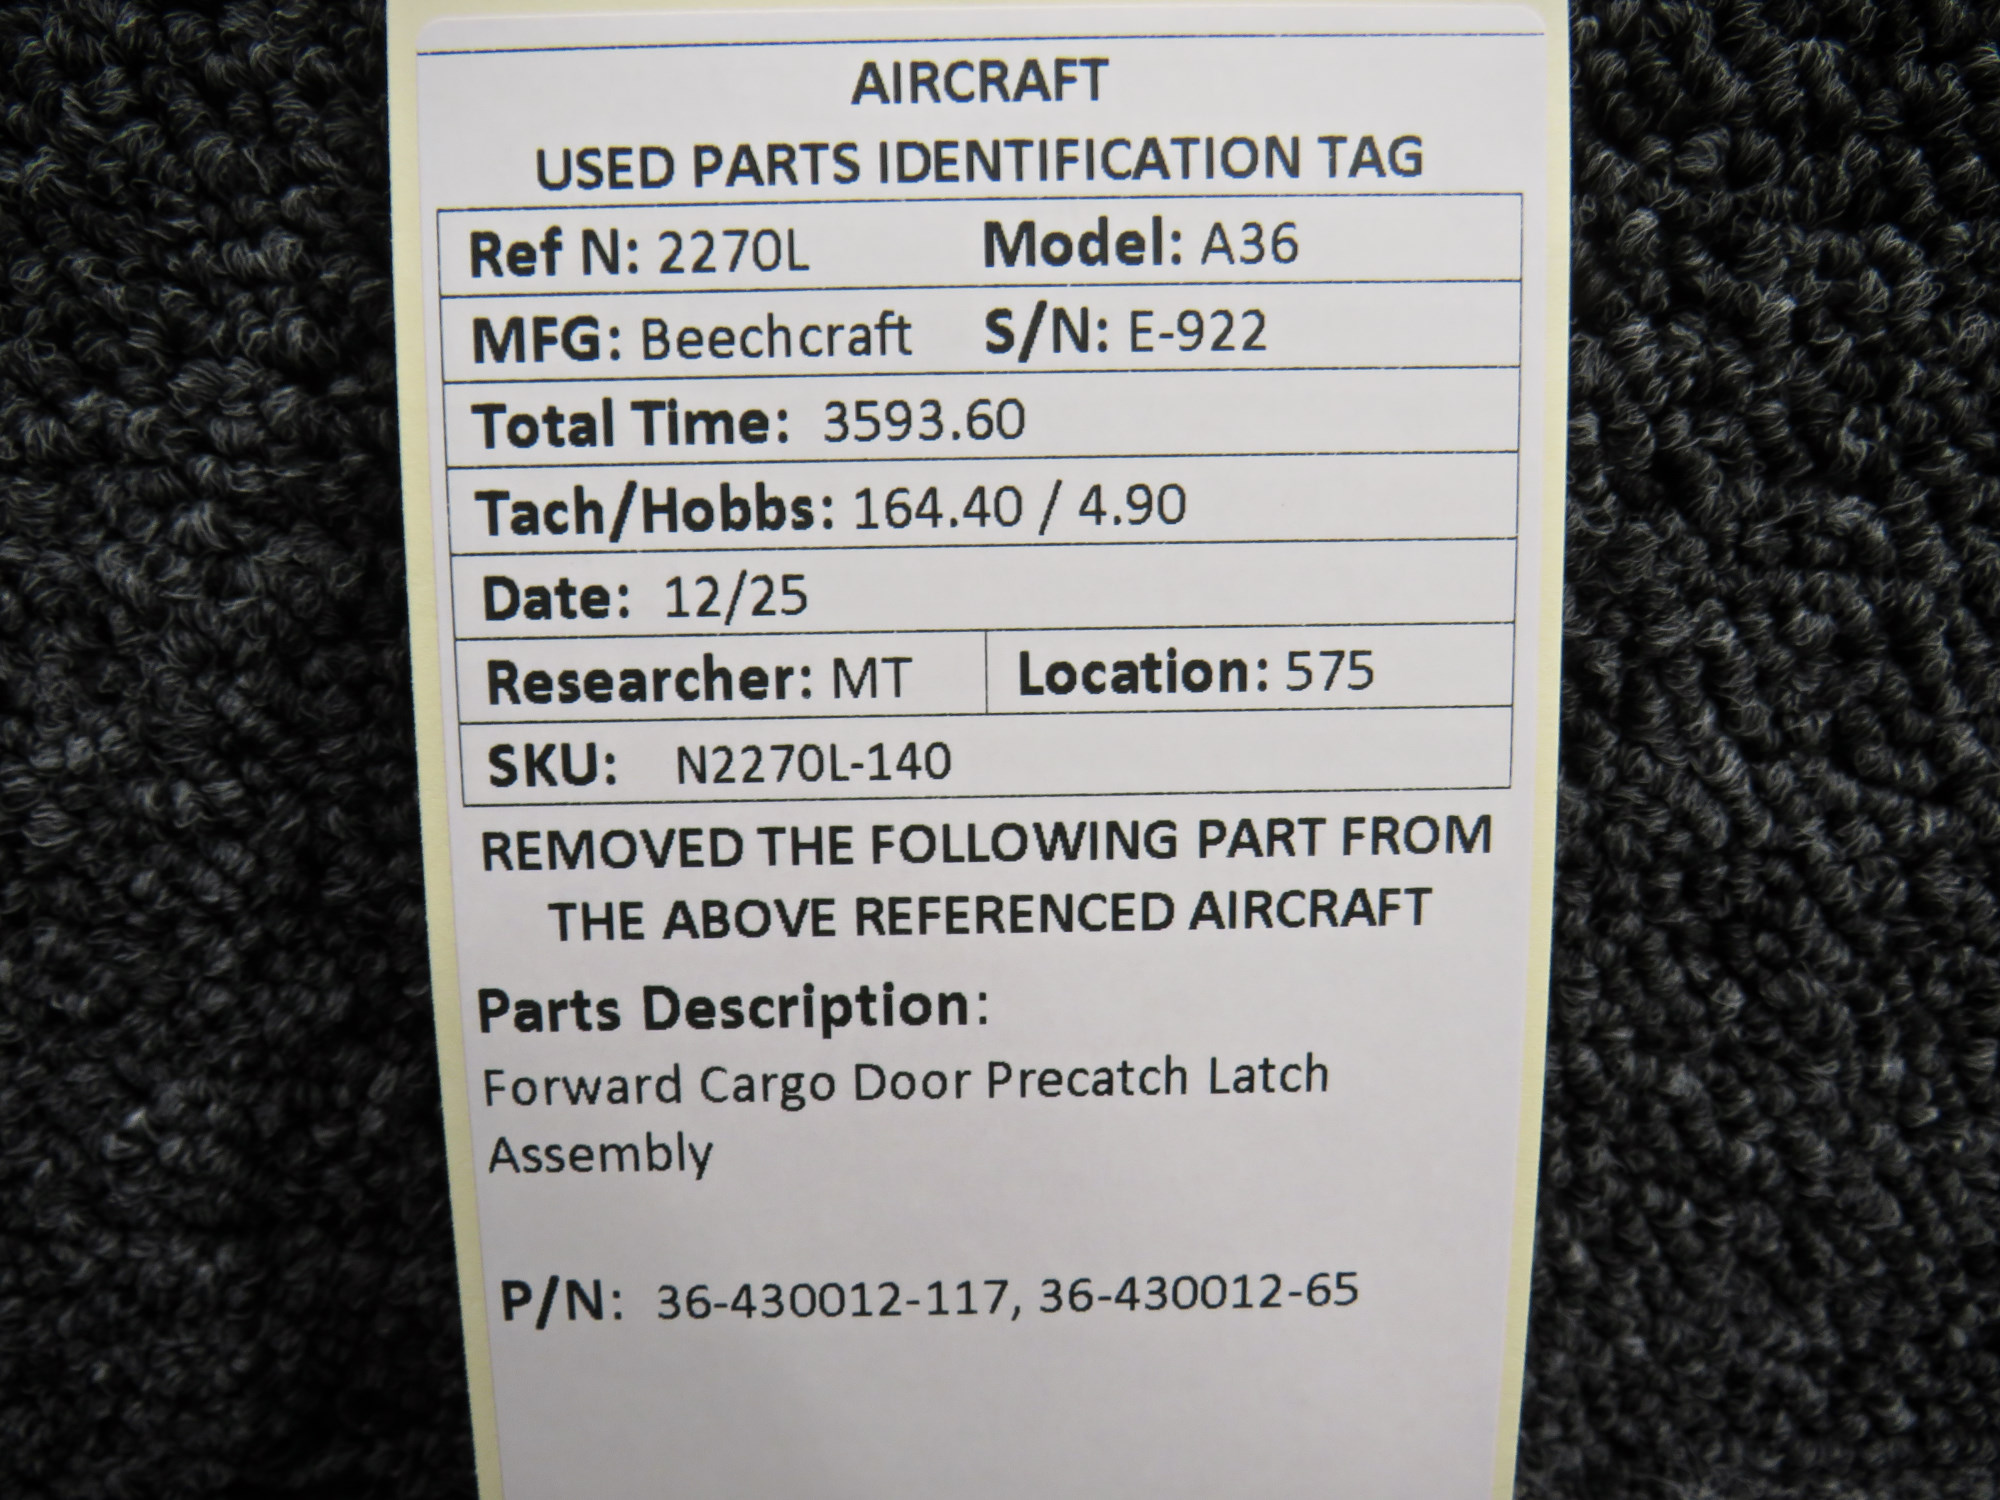 AIRCRAFT
USED PARTS IDENTIFICATION TAG
Ref N: 2270L Model: A36
MFG: Beechcraft S/N: E-922
Total Time: 3593.60
Tach/Hobbs: 164.40 / 4.90
Date: 12/25
Researcher: MT Location: 575
SKU: N2270L-140
REMOVED THE FOLLOWING PART FROM
THE ABOVE REFERENCED AIRCRAFT
Parts Description:
Forward Cargo Door Precatch Latch
Assembly
P/N: 36-430012-117, 36-430012-65